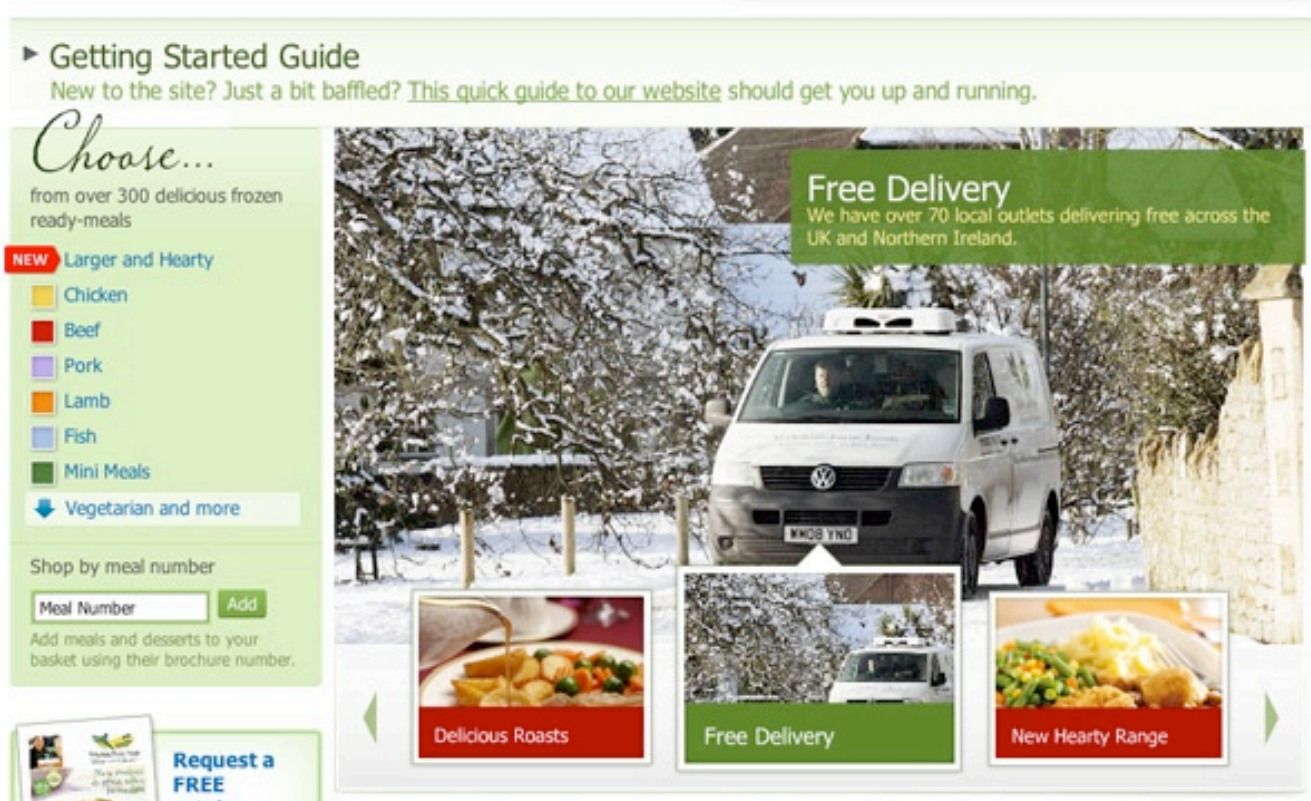 Getting Started Guide
New to the site? Just a bit baffled? This quick guide to our website should get you up and running.
Choose...
from over 300 delicious frozen
ready-meals
NEW Larger and Hearty
Chicken
Beef
Pork
Lamb
Fish
Mini Meals
Vegetarian and more
Shop by meal number
Meal Number Add
Add meals and desserts to your
basket using their brochure number.
Request a
FREE
Free Delivery
We have over 70 local outlets delivering free across the
UK and Northern Ireland.
WM08 YND
Delicious Roasts
Free Delivery
New Hearty Range